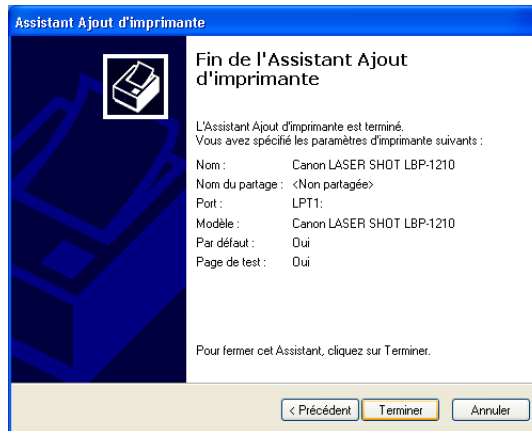 Assistant Ajout d'imprimante
Fin de l'Assistant Ajout
d'imprimante
L'Assistant Ajout d'imprimante est terminé.
Vous avez spécifié les paramètres d'imprimante suivants :
Nom : Canon LASER SHOT LBP-1210
Nom du partage : <Non partagée>
Port : LPT1:
Modèle : Canon LASER SHOT LBP-1210
Par défaut : Oui
Page de test : Oui
Pour fermer cet Assistant, cliquez sur Terminer.
< Précédent Terminer Annuler